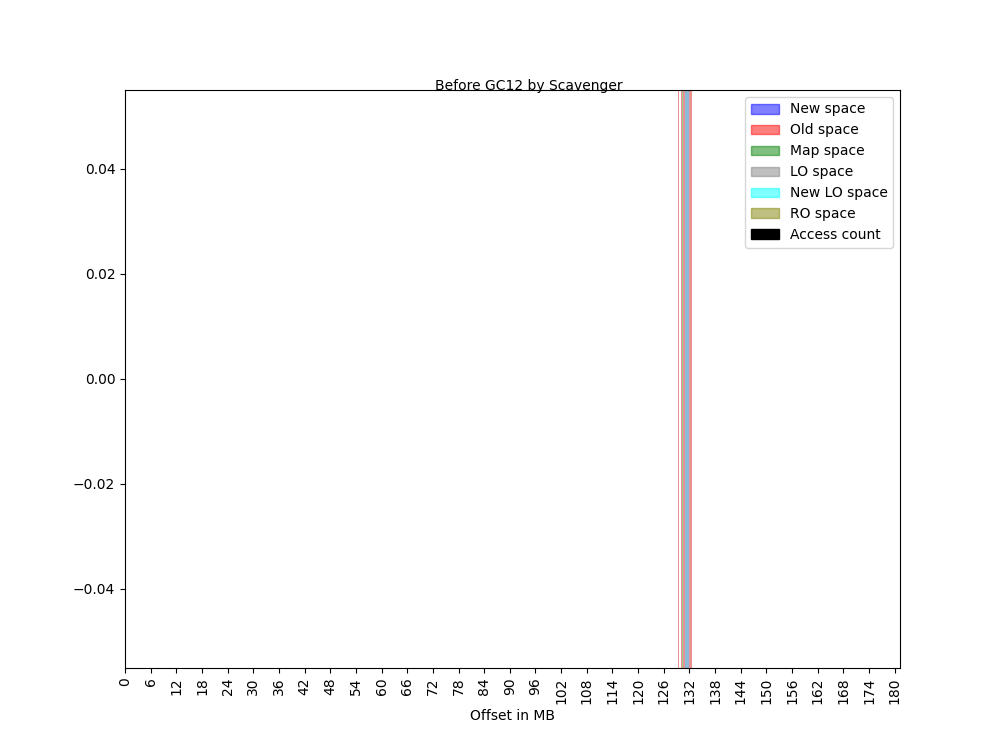 Before GC12 by Scavenger
New space
Old space
Map space
LO space
New LO space
RO space
Access count
0.04
0.02
0.00
−0.02
−0.04
0 6 12 18 24 30 36 42 48 54 60 66 72 78 84 90 96 102 108 114 120 126 132 138 144 150 156 162 168 174 180
Offset in MB